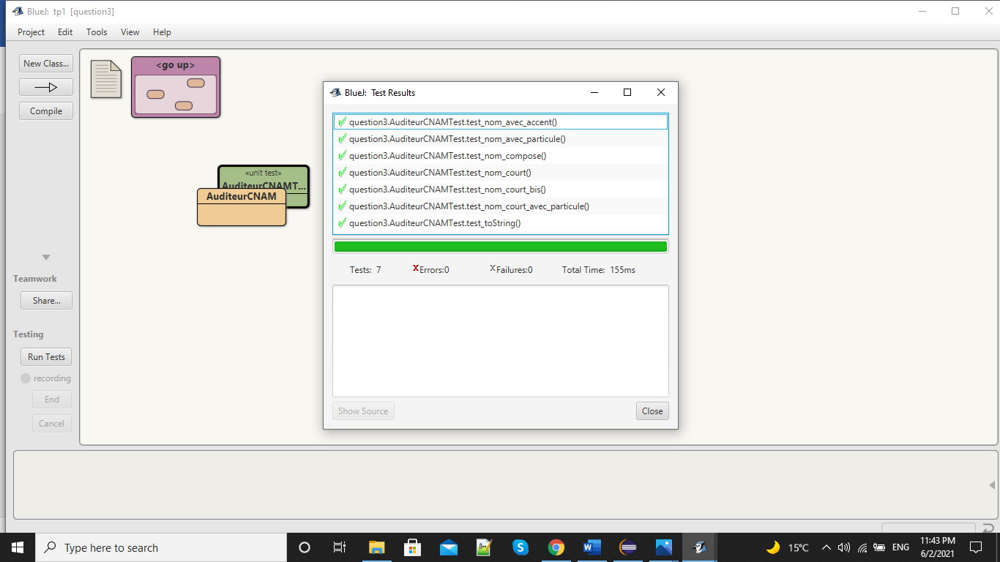 BlueJ: tp1 [question3]
Project Edit Tools View Help
New Class...
Compile
<go up>
«unit test»
AuditeurCNAMT...
AuditeurCNAM
BlueJ: Test Results
question3.AuditeurCNAMTest.test_nom_avec_accent()
question3.AuditeurCNAMTest.test_nom_avec_particule()
question3.AuditeurCNAMTest.test_nom_compose()
question3.AuditeurCNAMTest.test_nom_court()
question3.AuditeurCNAMTest.test_nom_court_bis()
question3.AuditeurCNAMTest.test_nom_court_avec_particule()
question3.AuditeurCNAMTest.test_toString()
Tests: 7 XErrors:0 XFailures:0 Total Time: 155ms
Show Source Close
Teamwork
Share...
Testing
Run Tests
recording
End
Cancel
Type here to search
15°C ENG 11:43 PM
6/2/2021